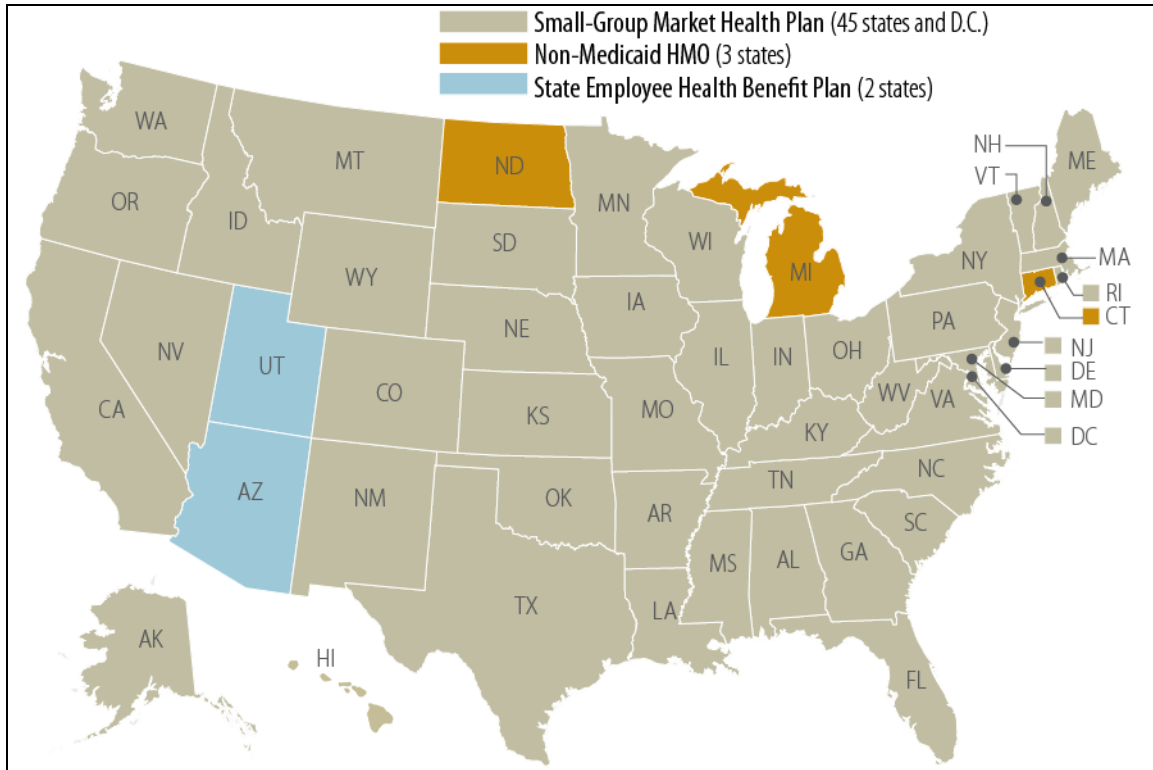 Small-Group Market Health Plan (45 states and D.C.)
Non-Medicaid HMO (3 states)
State Employee Health Benefit Plan (2 states)
WA
MT
ND
MN
NH
ME
VT
OR
ID
SD
WI
MI
NY
MA
WY
RI
CT
IA
PA
NE
NJ
NV
UT
IL
IN
OH
DE
CO
MO
WV
VA
MD
CA
KS
KY
DC
AZ
NM
OK
TN
NC
AR
SC
MS
AL
GA
TX
LA
AK
HI
FL